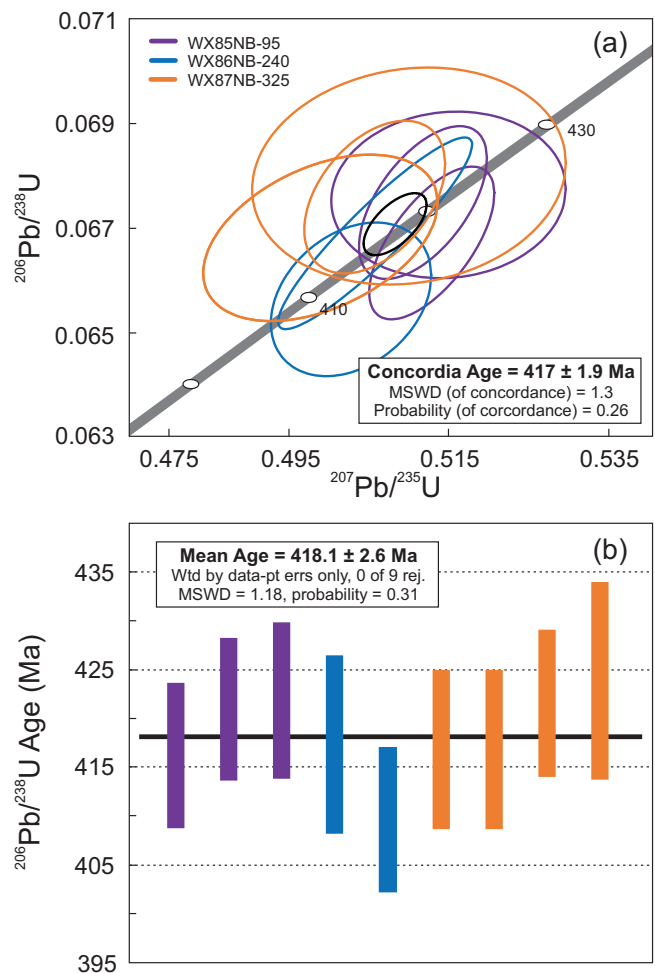 0.071
(a)
WX85NB-95
WX86NB-240
WX87NB-325
0.069
430
²⁰⁶Pb/²³⁸U
0.067
410
0.065
Concordia Age = 417 ± 1.9 Ma
MSWD (of concordance) = 1.3
Probability (of corcordance) = 0.26
0.063
0.475
0.495
0.515
0.535
²⁰⁷Pb/²³⁵U
(b)
Mean Age = 418.1 ± 2.6 Ma
Wtd by data-pt errs only, 0 of 9 rej.
MSWD = 1.18, probability = 0.31
435
425
²⁰⁶Pb/²³⁸U Age (Ma)
415
405
395